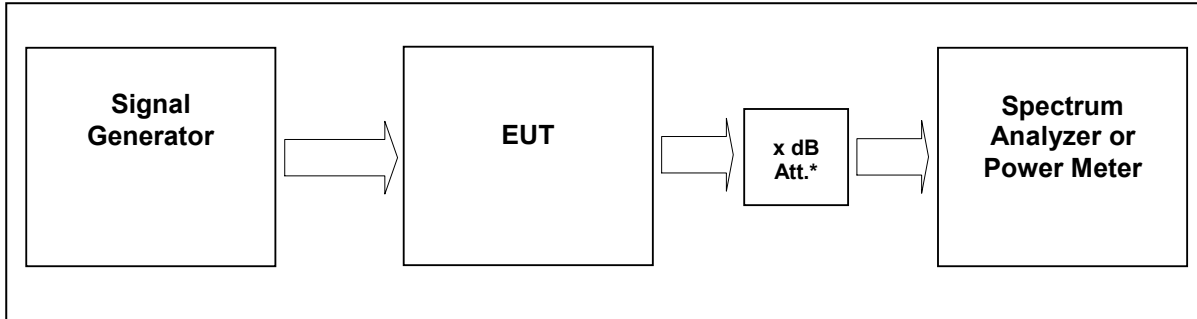 Signal
Generator
EUT
x dB
Att.*
Spectrum
Analyzer or
Power Meter